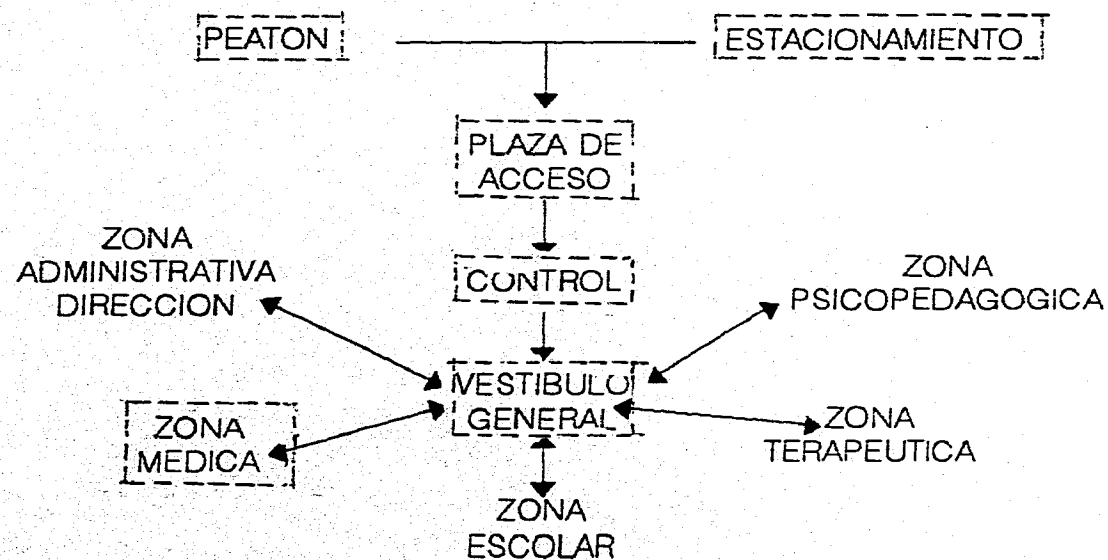 PEATON
ESTACIONAMIENTO
PLAZA DE
ACCESO
ZONA
ADMINISTRATIVA
DIRECCION
CONTROL
ZONA
PSICOPEDAGOGICA
VESTIBULO
GENERAL
ZONA
MEDICA
ZONA
TERAPEUTICA
ZONA
ESCOLAR